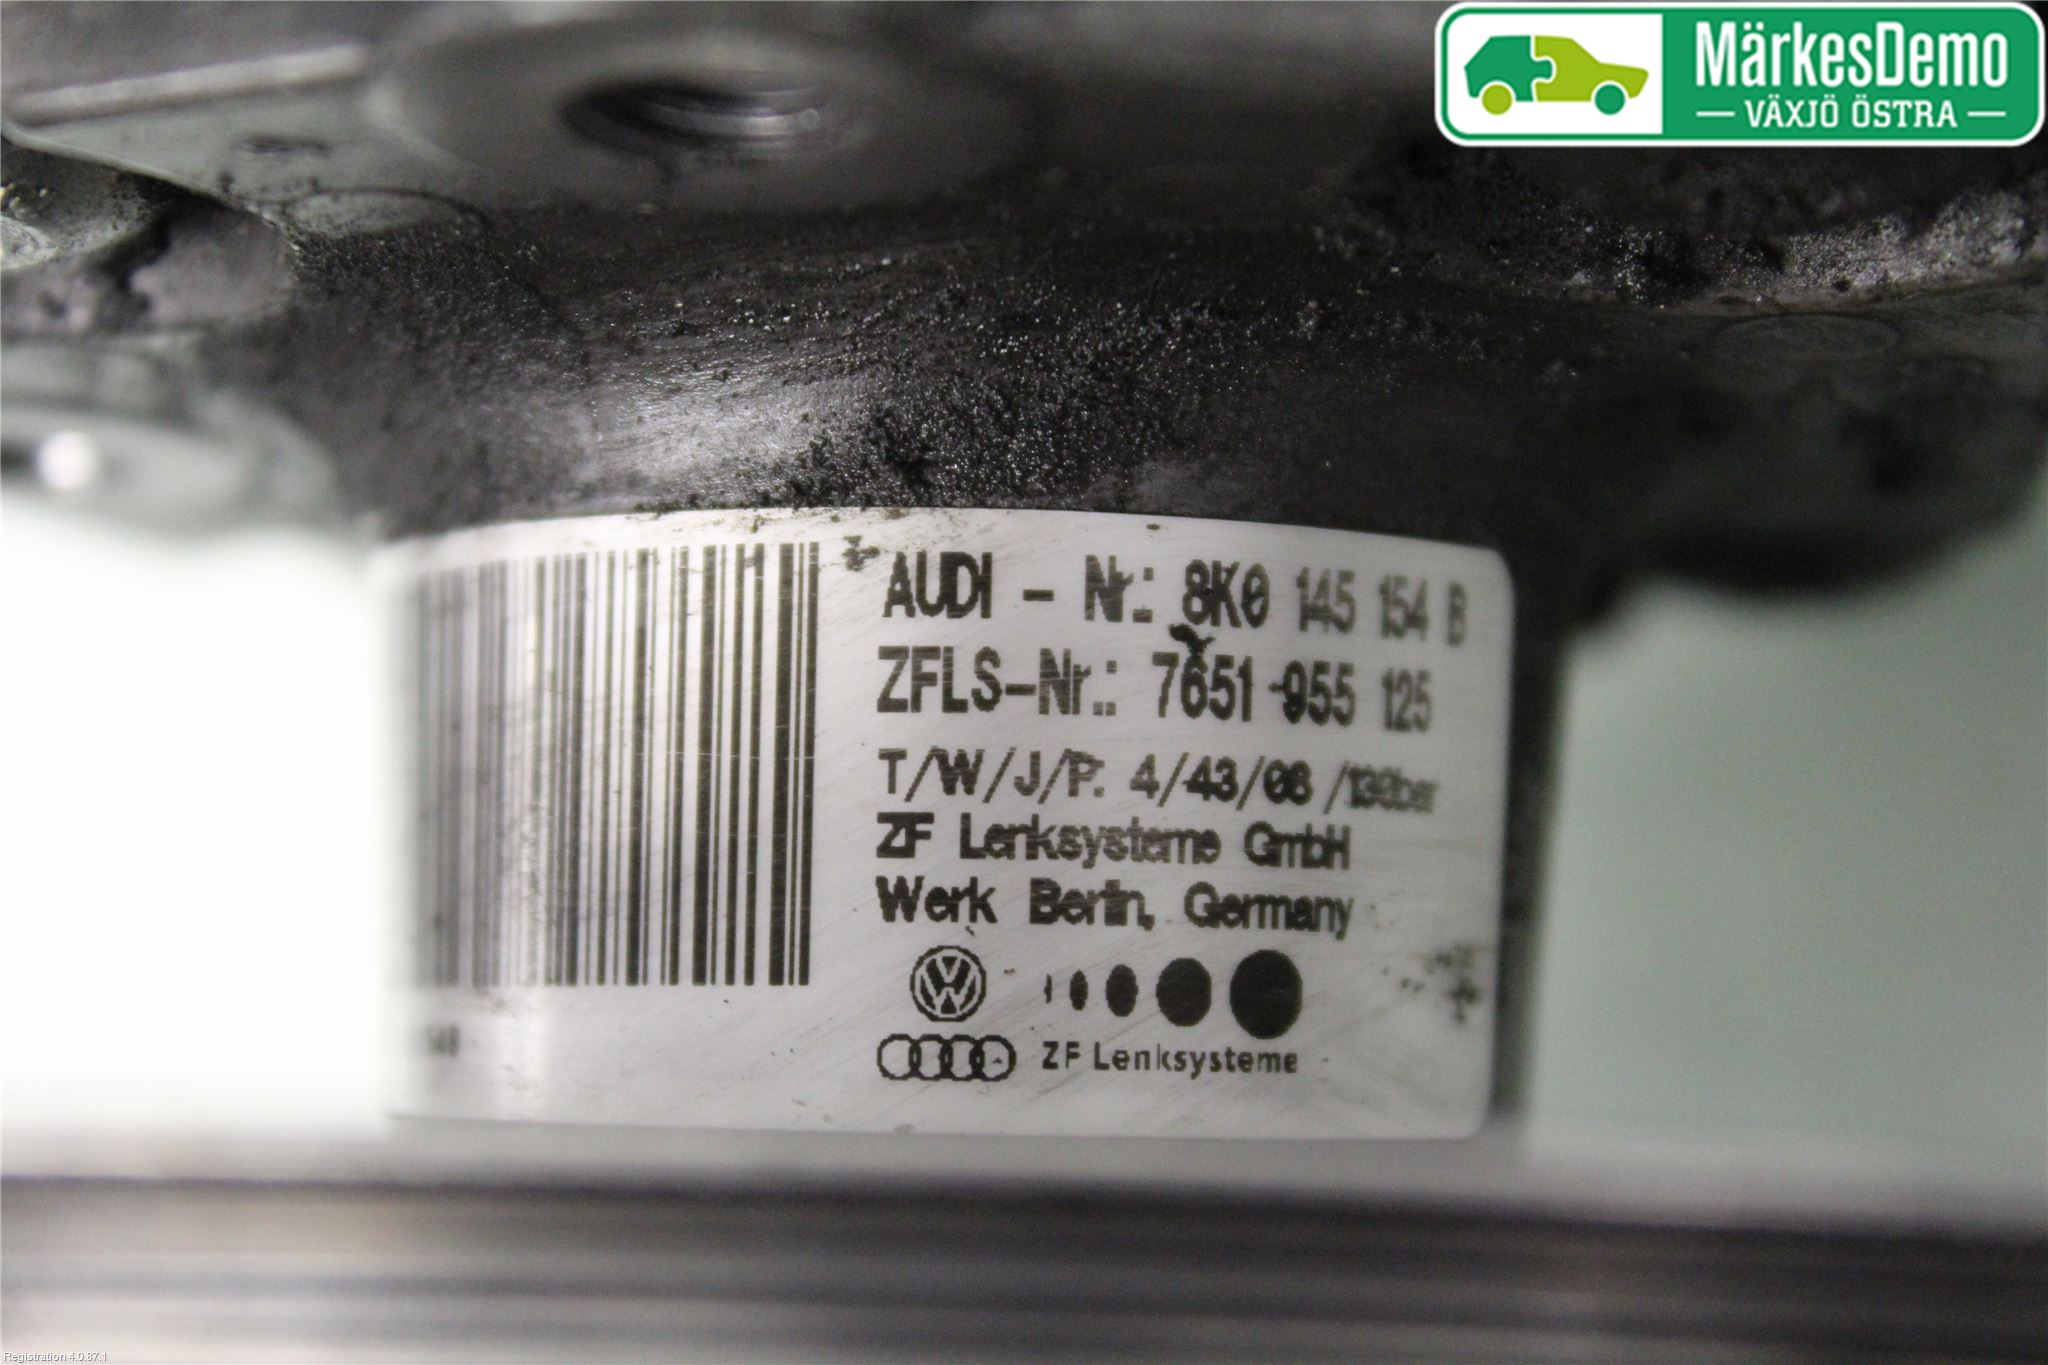 MärkesDemo
— VÄXJÖ ÖSTRA —
AUDI - Nr.: 8K0 145 154 B
ZFLS-Nr.: 7651 955 125
T/W/J/P: 4/43/08 /139bar
ZF Lenksysteme GmbH
Werk Berlin, Germany
ZF Lenksysteme
Registration 4.0.87.1